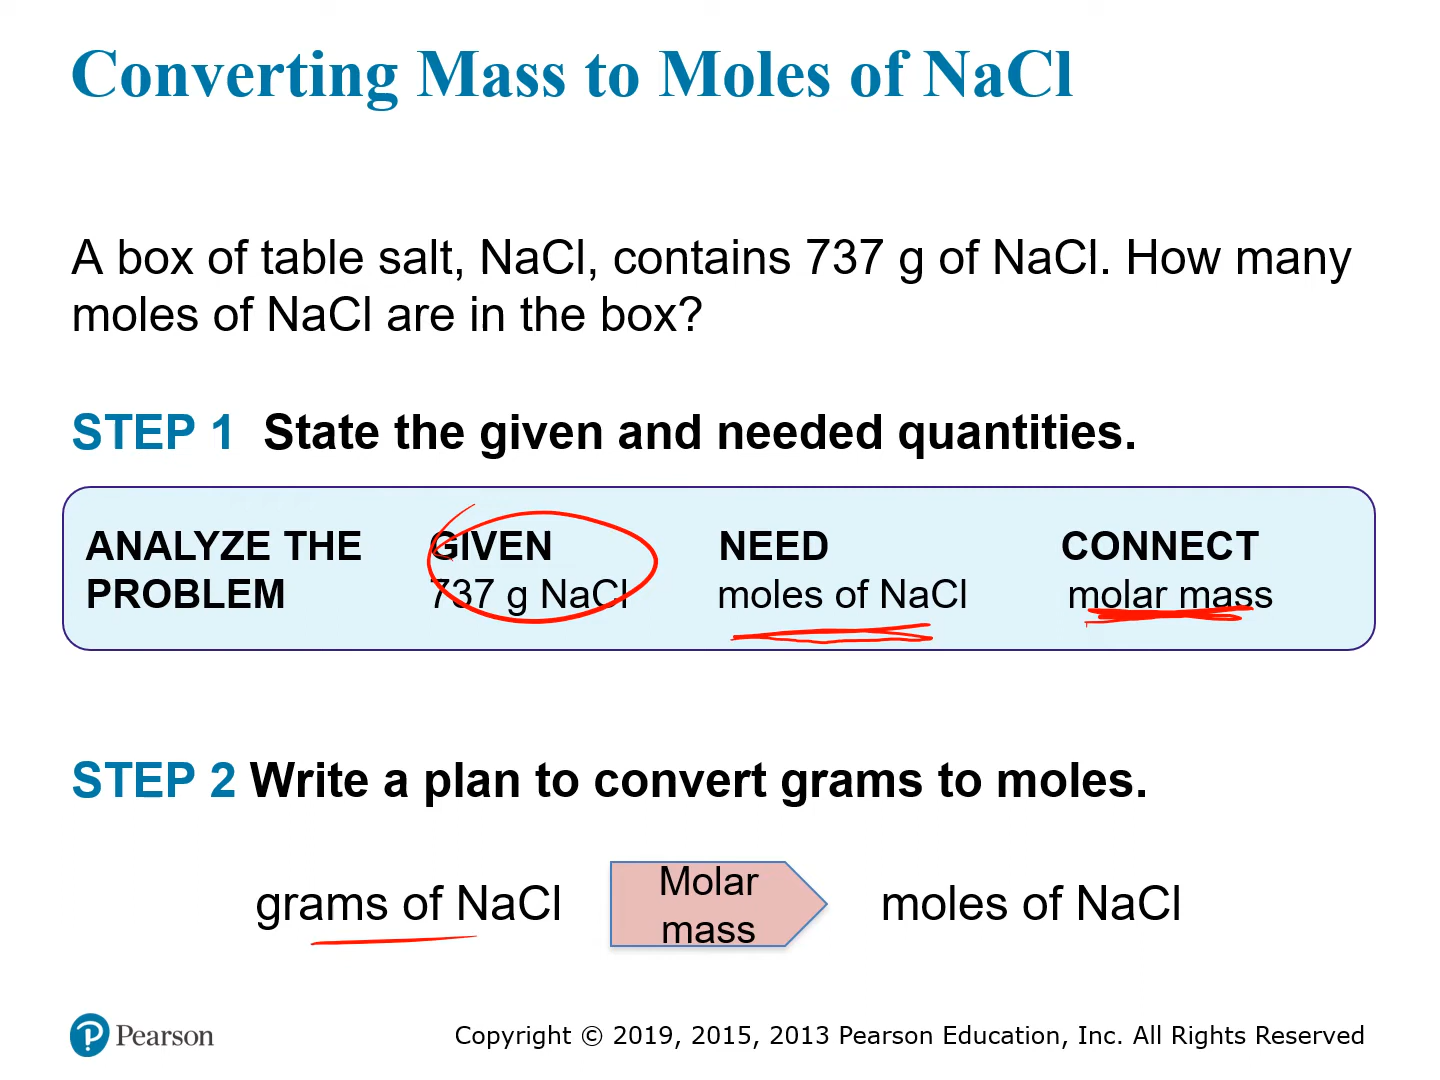 Converting Mass to Moles of NaCl
A box of table salt, NaCl, contains 737 g of NaCl. How many
moles of NaCl are in the box?
STEP 1 State the given and needed quantities.
ANALYZE THE GIVEN NEED CONNECT
PROBLEM 737 g NaCl moles of NaCl molar mass
STEP 2 Write a plan to convert grams to moles.
grams of NaCl Molar mass moles of NaCl
Pearson Copyright © 2019, 2015, 2013 Pearson Education, Inc. All Rights Reserved